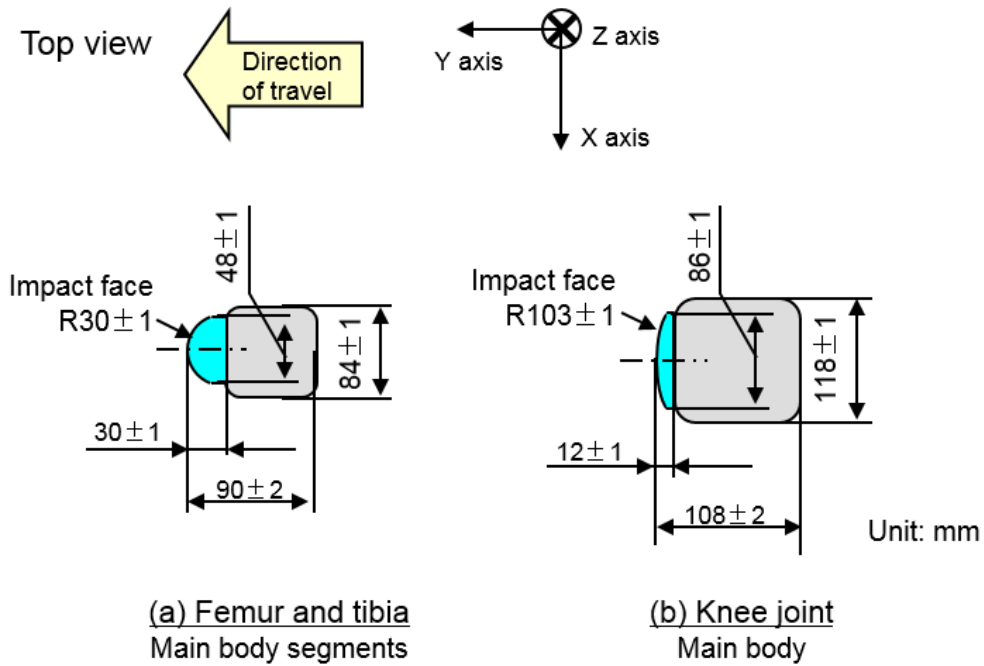 Top view
Direction
of travel
Y axis
Z axis
X axis
48±1
Impact face
R30±1
84±1
30±1
90±2
86±1
Impact face
R103±1
118±1
12±1
108±2
Unit: mm
(a) Femur and tibia
Main body segments
(b) Knee joint
Main body